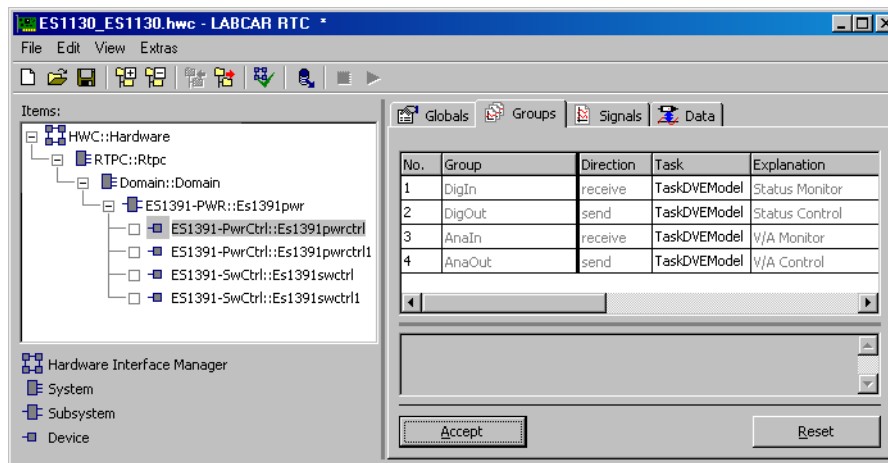 ES1130_ES1130.hwc - LABCAR RTC *
File Edit View Extras
Items:
HWC::Hardware
RTPC::Rtpc
Domain::Domain
ES1391-PWR::Es1391pwr
ES1391-PwrCtrl::Es1391pwrctrl
ES1391-PwrCtrl::Es1391pwrctrl1
ES1391-SwCtrl::Es1391swctrl
ES1391-SwCtrl::Es1391swctrl1
Hardware Interface Manager
System
Subsystem
Device
Globals Groups Signals Data
No. Group Direction Task Explanation
1 DigIn receive TaskDVEModel Status Monitor
2 DigOut send TaskDVEModel Status Control
3 AnaIn receive TaskDVEModel V/A Monitor
4 AnaOut send TaskDVEModel V/A Control
Accept Reset